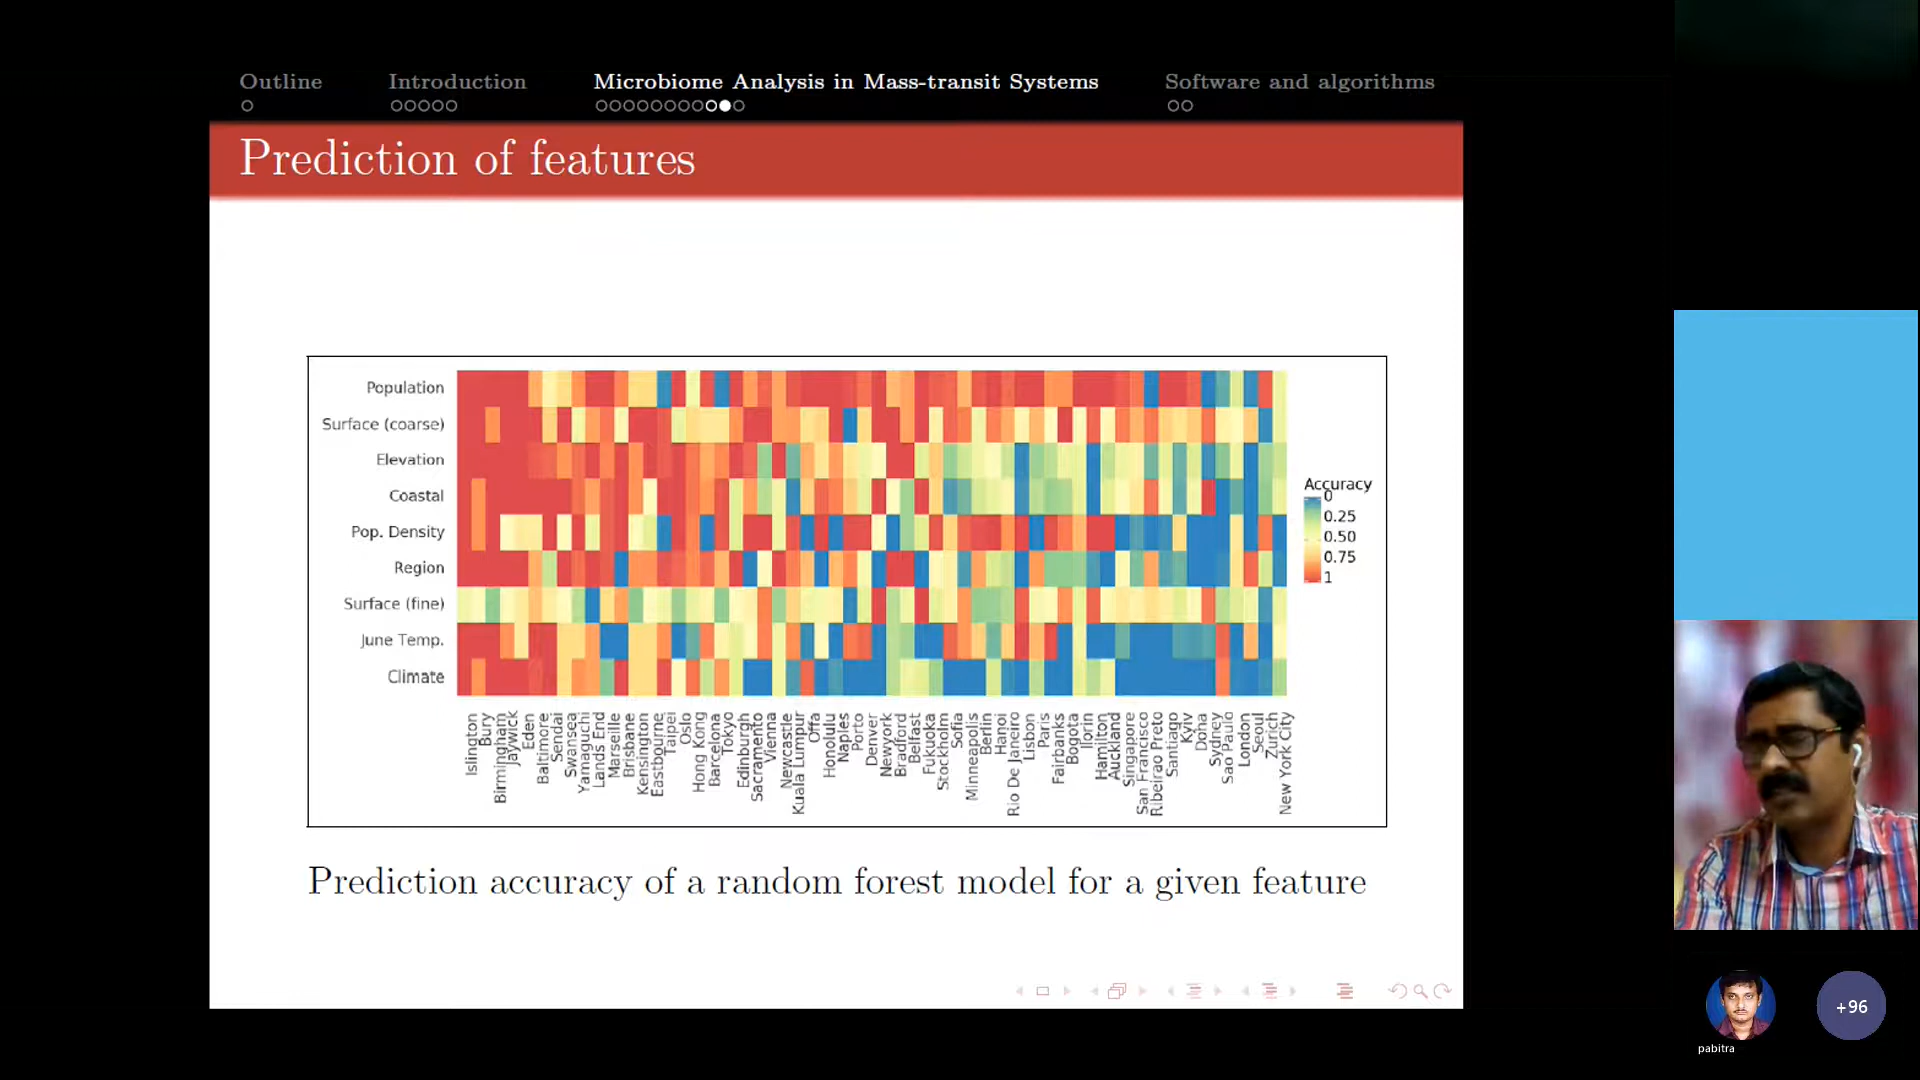 Outline Introduction Microbiome Analysis in Mass-transit Systems Software and algorithms
Prediction of features
Population
Surface (coarse)
Elevation
Coastal
Pop. Density
Region
Surface (fine)
June Temp.
Climate
Accuracy
0
0.25
0.50
0.75
1
Islington
Bury
Birmingham
Jaywick
Eden
Baltimore
Sendai
Swansea
Yamaguchi
Lands End
Marseille
Brisbane
Kensington
Eastbourne
Taipei
Oslo
Hong Kong
Barcelona
Tokyo
Edinburgh
Sacramento
Vienna
Newcastle
Kuala Lumpur
Offa
Honolulu
Naples
Porto
Denver
Newyork
Bradford
Belfast
Fukuoka
Stockholm
Sofia
Minneapolis
Berlin
Hanoi
Rio De Janeiro
Lisbon
Paris
Fairbanks
Bogota
Ilorin
Hamilton
Auckland
Singapore
San Francisco
Ribeirao Preto
Santiago
Kyiv
Doha
Sydney
Sao Paulo
London
Seoul
Zurich
New York City
Prediction accuracy of a random forest model for a given feature
+96
pabitra